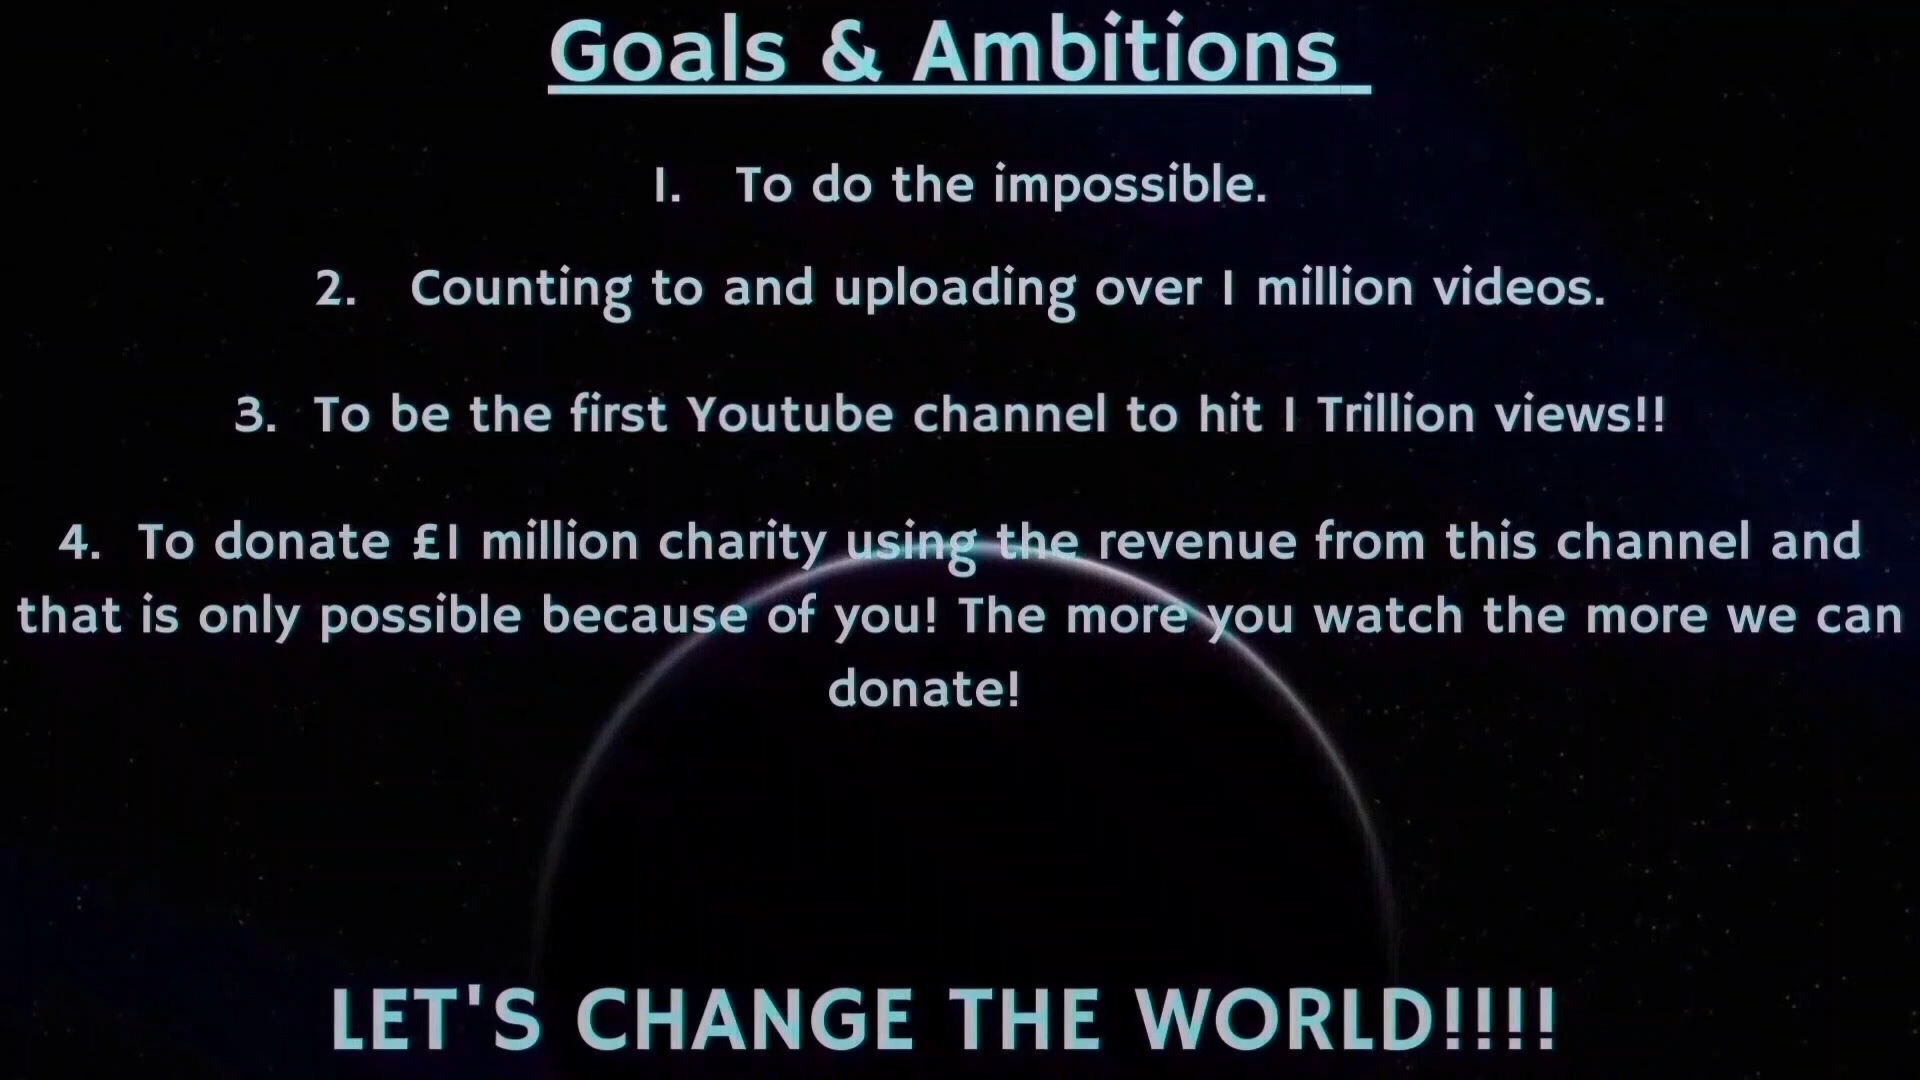 Goals & Ambitions
1. To do the impossible.
2. Counting to and uploading over 1 million videos.
3. To be the first Youtube channel to hit 1 Trillion views!!
4. To donate £1 million charity using the revenue from this channel and
that is only possible because of you! The more you watch the more we can
donate!
LET'S CHANGE THE WORLD!!!!